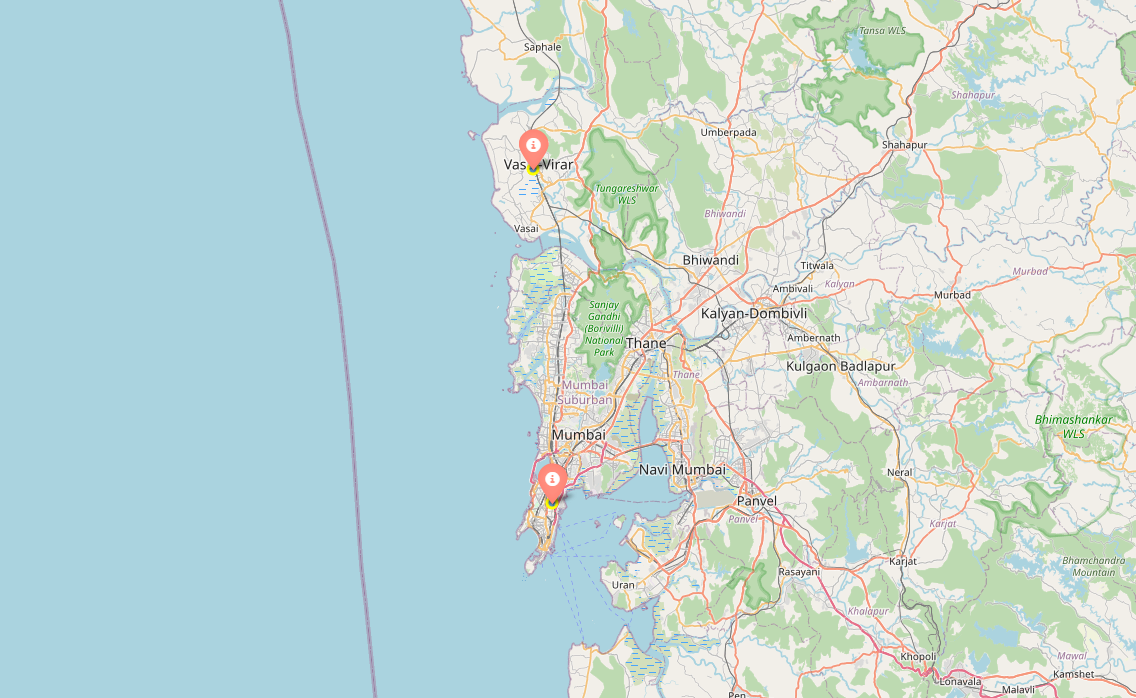 Tansa WLS
Saphale
Shahapur
Umberpada
Shahapur
Vasai-Virar
Tungareshwar
WLS
Bhiwandi
Vasai
Bhiwandi
Titwala
Murbad
Kalyan
Ambivali
Murbad
Sanjay
Gandhi
(Borivilli)
National
Park
Kalyan-Dombivli
Thane
Ambernath
Kulgaon Badlapur
Thane
Ambarnath
Mumbai
Suburban
Bhimashankar
WLS
Mumbai
Navi Mumbai
Neral
Panvel
Panvel
Karjat
Karjat
Bhamchandra
Mountain
Rasayani
Uran
Khalapur
Khopoli
Mawal
Kamshet
Lonavala
Malavli
Pen